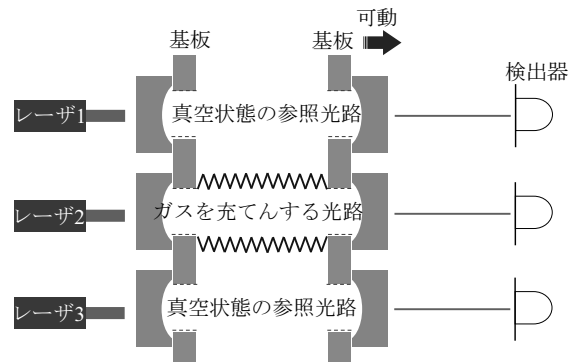 可動
基板
基板
検出器
レーザ1
真空状態の参照光路
レーザ2
ガスを充てんする光路
レーザ3
真空状態の参照光路